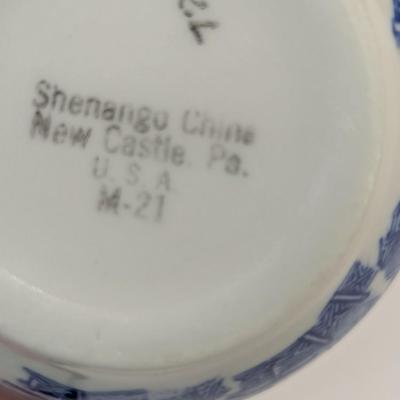 Shenango China
New Castle, Pa.
U. S. A.
M-21